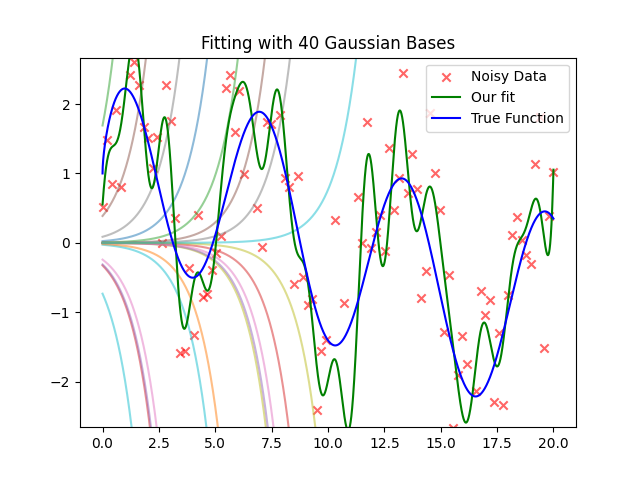 Fitting with 40 Gaussian Bases
Noisy Data
Our fit
True Function
2
1
0
−1
−2
0.0 2.5 5.0 7.5 10.0 12.5 15.0 17.5 20.0